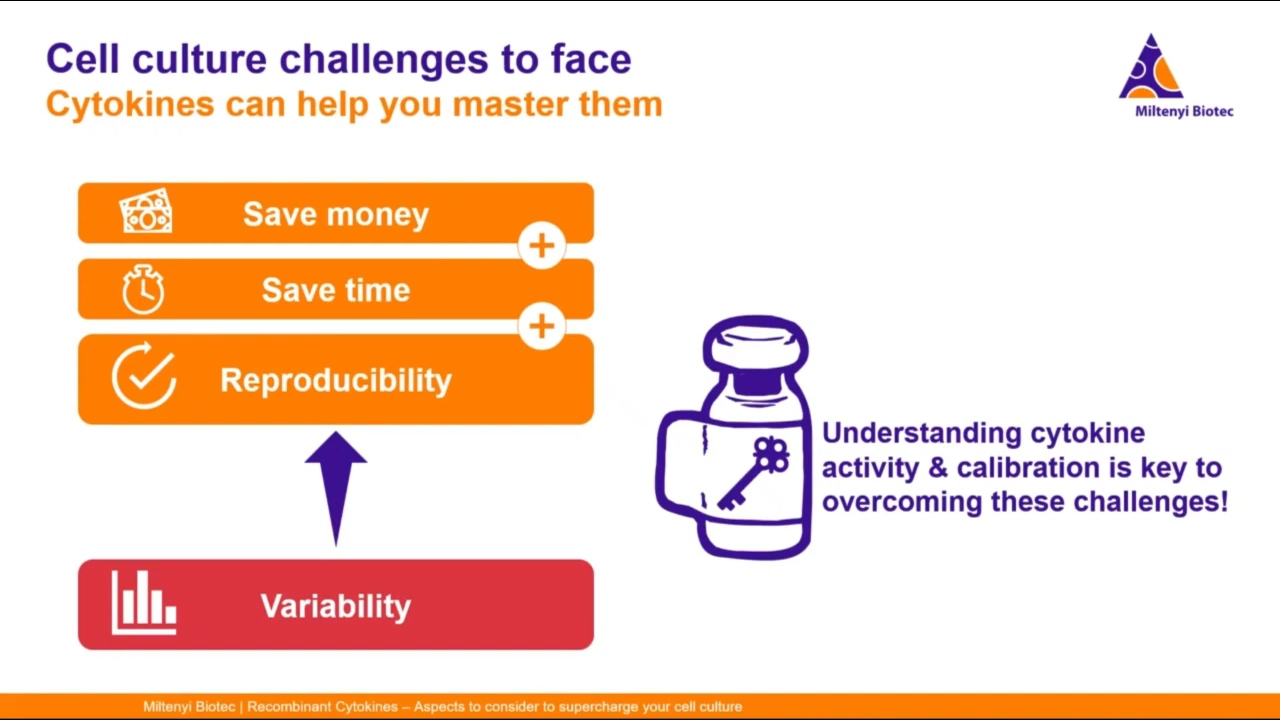 Cell culture challenges to face
Cytokines can help you master them
Miltenyi Biotec
Save money
Save time
Reproducibility
Understanding cytokine
activity & calibration is key to
overcoming these challenges!
Variability
Miltenyi Biotec | Recombinant Cytokines – Aspects to consider to supercharge your cell culture